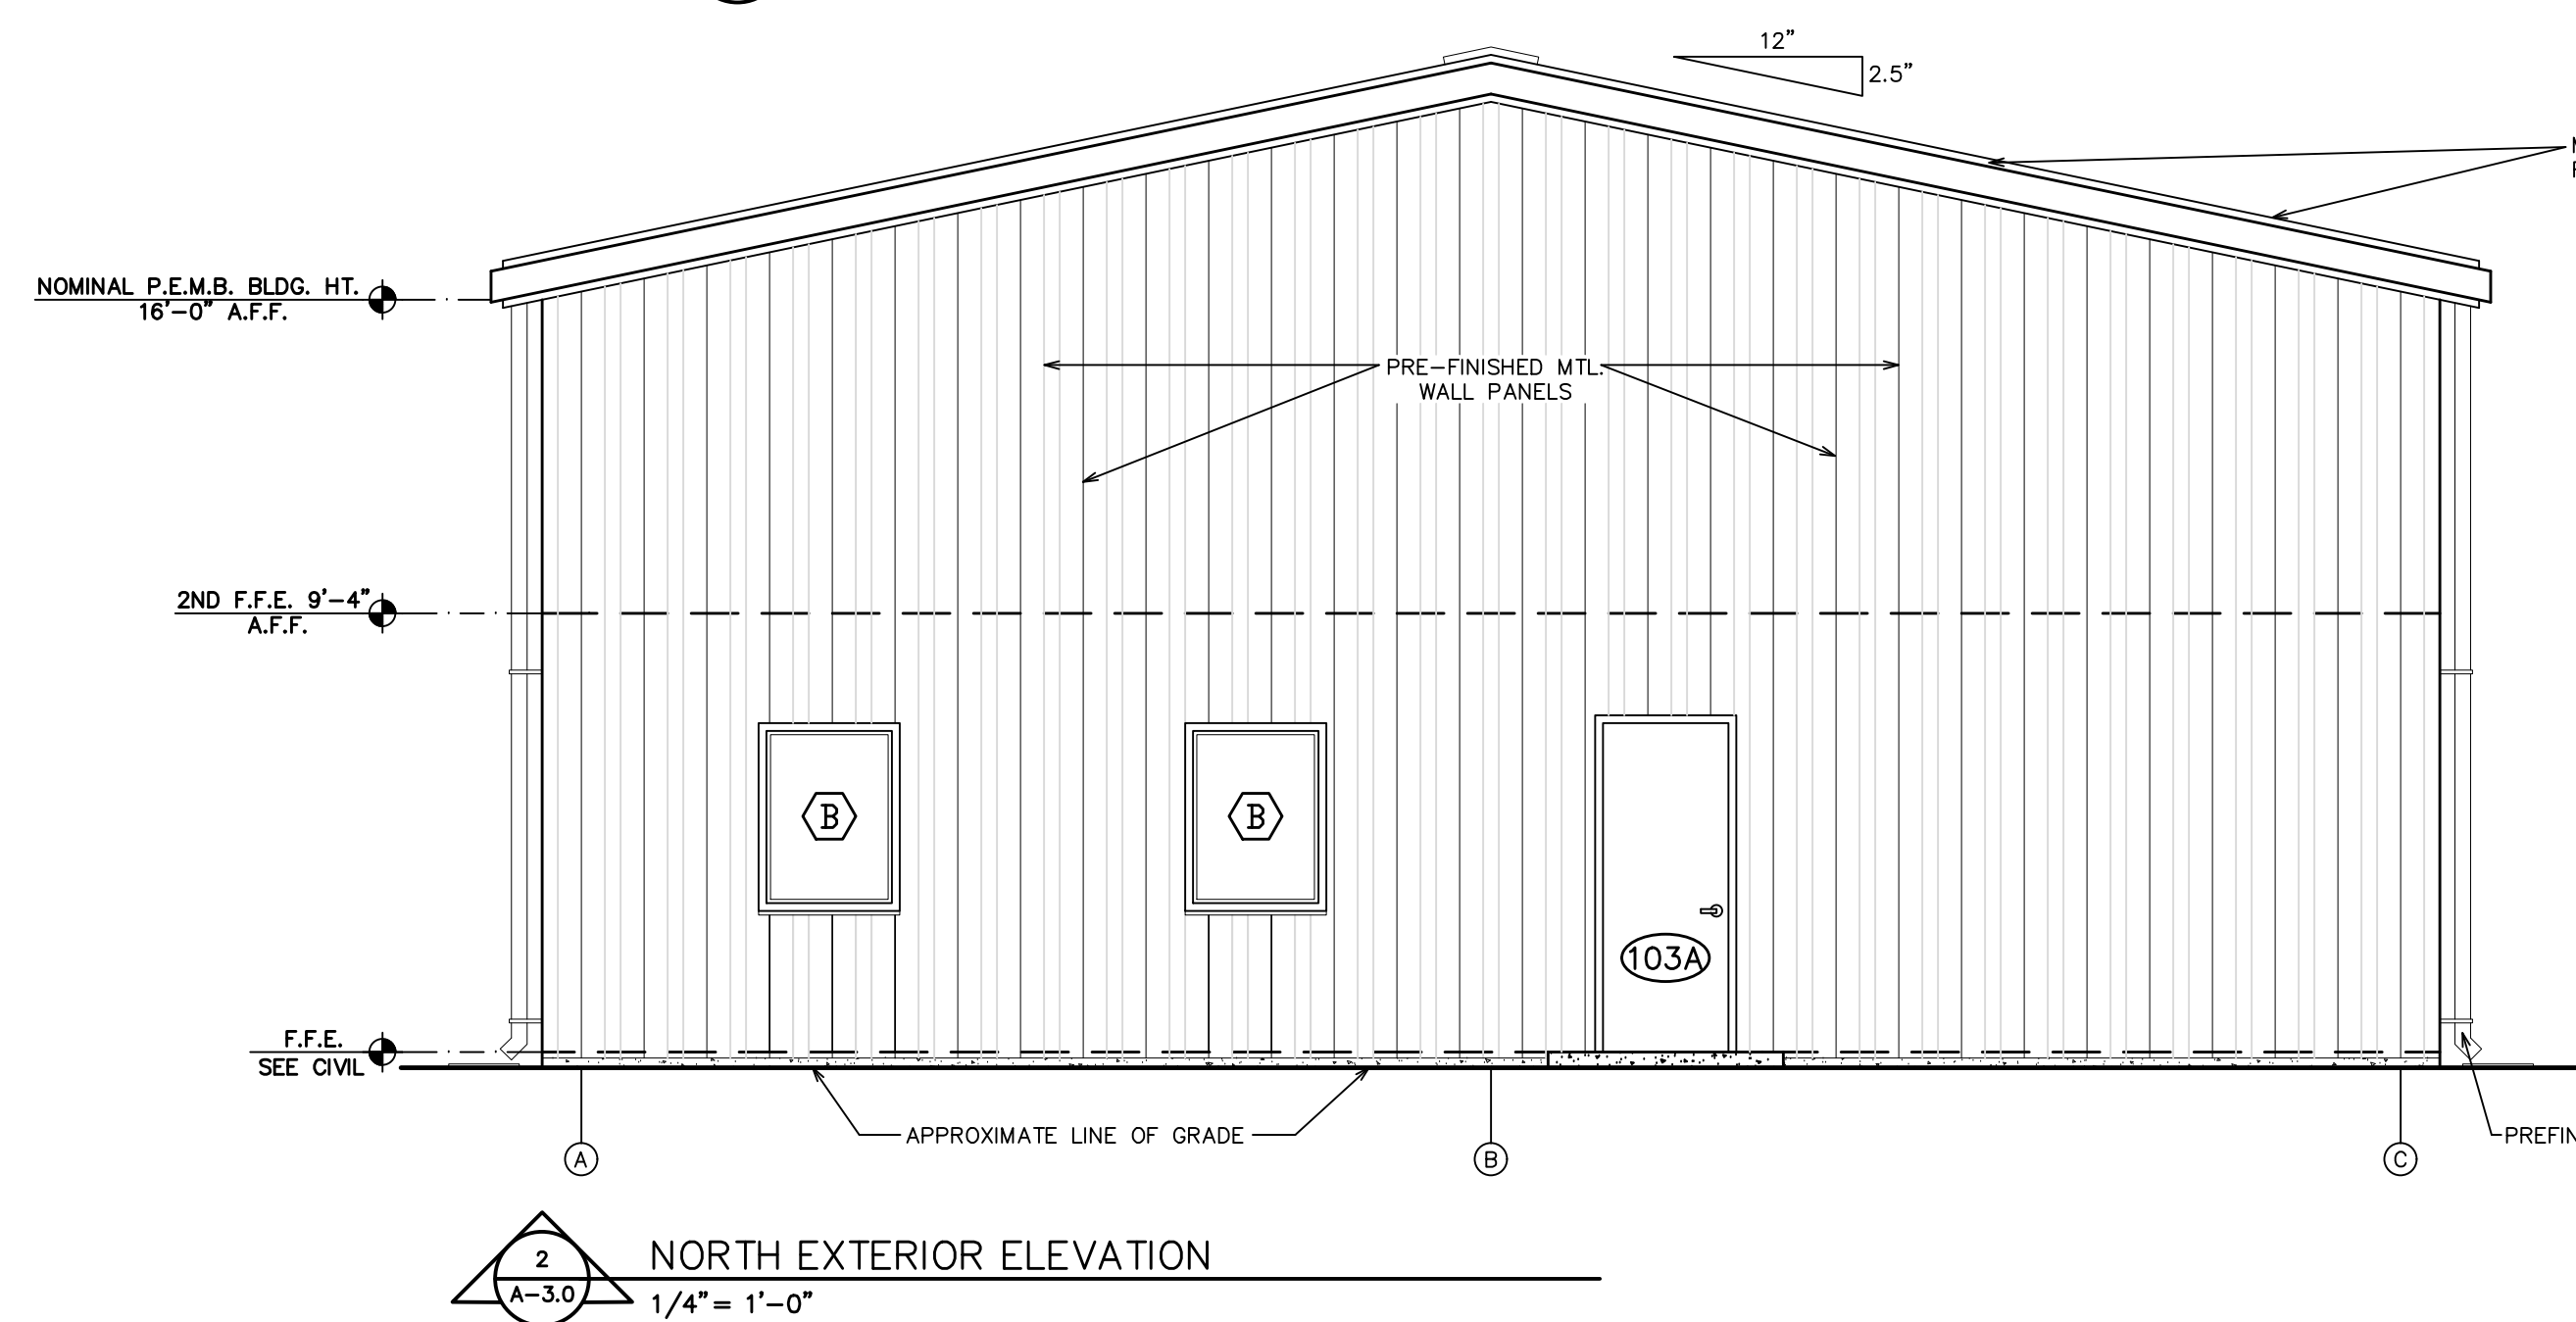 12”
2.5”
NOMINAL P.E.M.B. BLDG. HT.
16’-0” A.F.F.
PRE-FINISHED MTL.
WALL PANELS
2ND F.F.E. 9’-4”
A.F.F.
B
B
103A
F.F.E.
SEE CIVIL
APPROXIMATE LINE OF GRADE
A
B
C
2
A-3.0
NORTH EXTERIOR ELEVATION
1/4”= 1’-0”